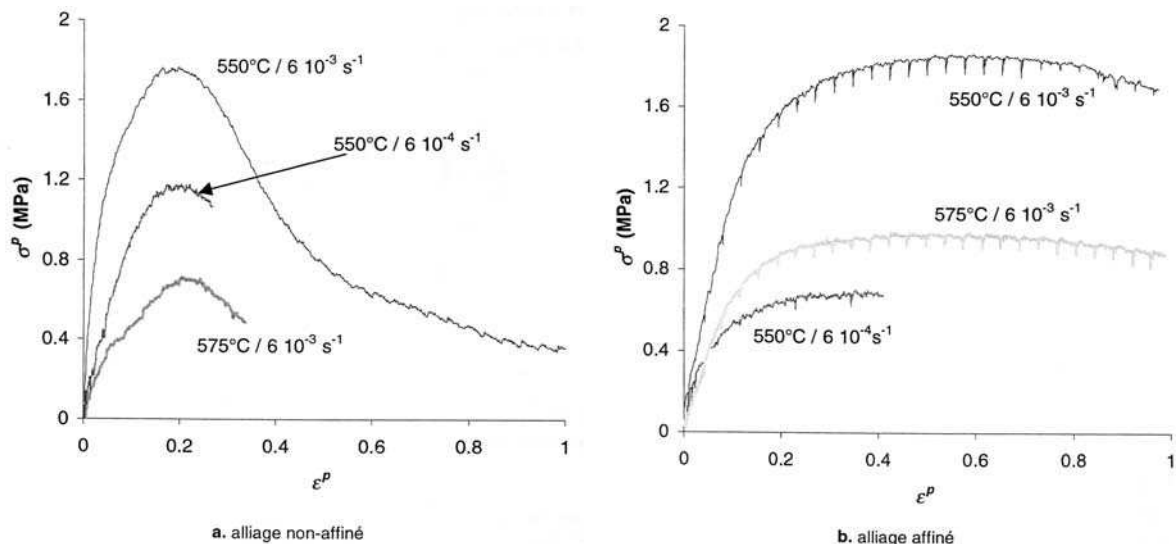 2
1.6
1.2
0.8
0.4
0
σᵖ (MPa)
550°C / 6 10⁻³ s⁻¹
550°C / 6 10⁻⁴ s⁻¹
575°C / 6 10⁻³ s⁻¹
0 0.2 0.4 0.6 0.8 1
εᵖ
a. alliage non-affiné
2
1.6
1.2
0.8
0.4
0
σᵖ (MPa)
550°C / 6 10⁻³ s⁻¹
575°C / 6 10⁻³ s⁻¹
550°C / 6 10⁻⁴s⁻¹
0 0.2 0.4 0.6 0.8 1
εᵖ
b. alliage affiné